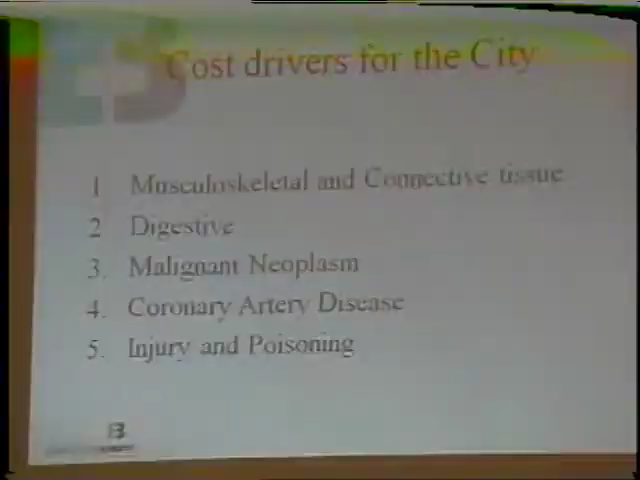 Cost drivers for the City
1 Musculoskeletal and Connective tissue
2 Digestive
3. Malignant Neoplasm
4. Coronary Artery Disease
5. Injury and Poisoning